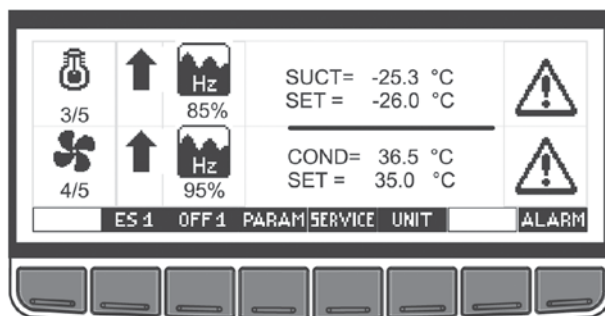 Hz SUCT= -25.3 °C
3/5 85% SET = -26.0 °C
Hz COND= 36.5 °C
4/5 95% SET = 35.0 °C
ES 1 OFF 1 PARAM SERVICE UNIT ALARM